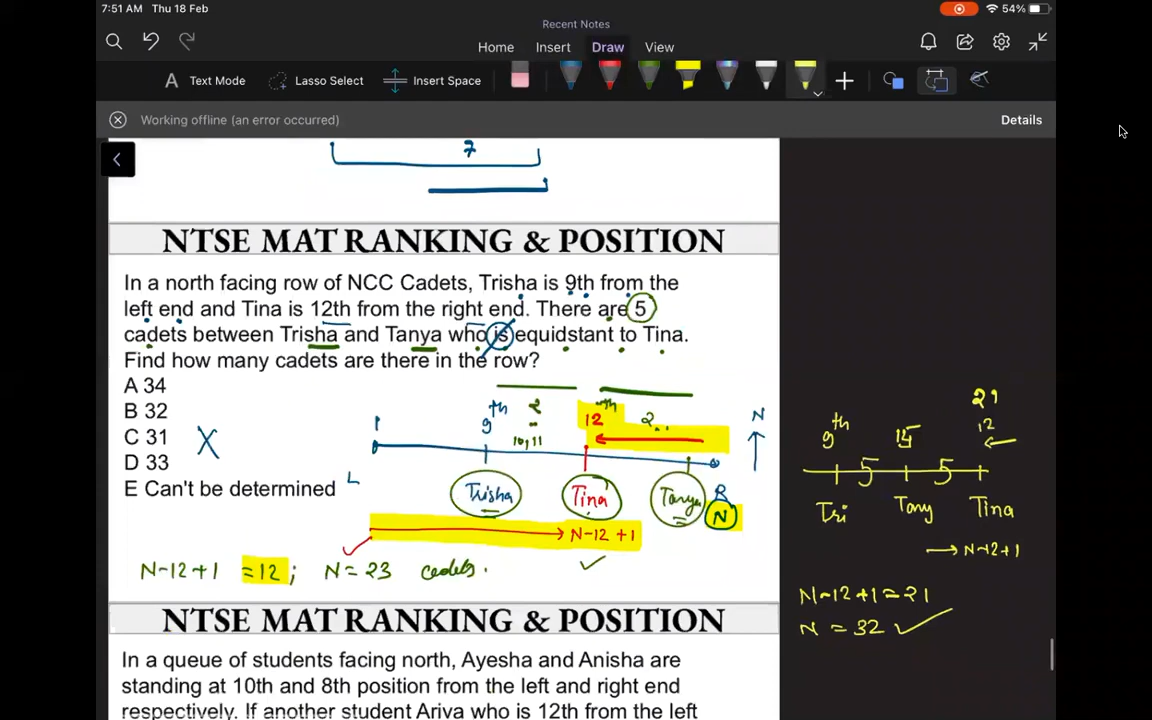 7:51 AM Thu 18 Feb
54%
Recent Notes
Home Insert Draw View
Text Mode Lasso Select Insert Space
Working offline (an error occurred) Details
7
NTSE MAT RANKING & POSITION
In a north facing row of NCC Cadets, Trisha is 9th from the
left end and Tina is 12th from the right end. There are 5
cadets between Trisha and Tanya who is equidstant to Tina.
Find how many cadets are there in the row?
A 34
B 32
C 31
D 33
E Can't be determined
9th 2 10,11 12th 2 N
L Trisha Tina Tanya R
N
N-12+1
N-12+1 =12; N=23 cadets.
21
9th 15 12
5 5
Tri Tany Tina
→ N-12+1
N-12+1=21
N = 32
NTSE MAT RANKING & POSITION
In a queue of students facing north, Ayesha and Anisha are
standing at 10th and 8th position from the left and right end
respectively. If another student Ariva who is 12th from the left